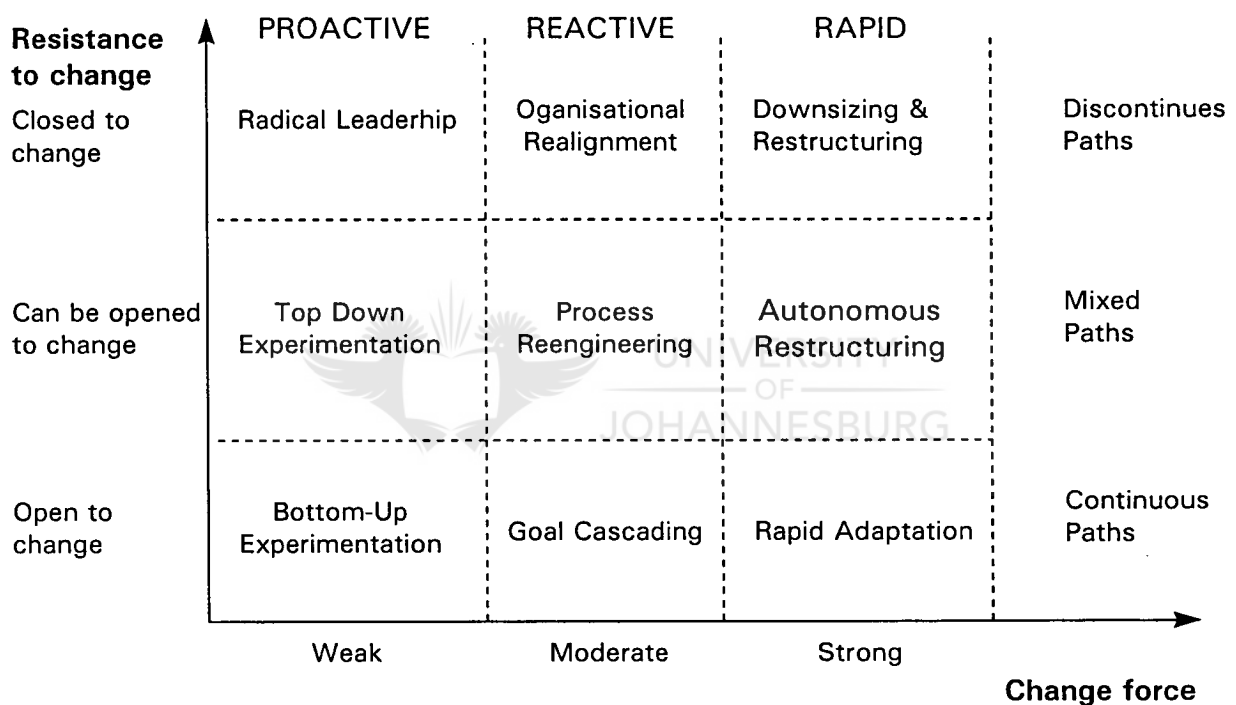 Resistance
to change
PROACTIVE
REACTIVE
RAPID
Closed to
change
Radical Leaderhip
Oganisational
Realignment
Downsizing &
Restructuring
Discontinues
Paths
Can be opened
to change
Top Down
Experimentation
Process
Reengineering
Autonomous
Restructuring
Mixed
Paths
UNIVERSITY
OF
JOHANNESBURG
Open to
change
Bottom-Up
Experimentation
Goal Cascading
Rapid Adaptation
Continuous
Paths
Weak
Moderate
Strong
Change force